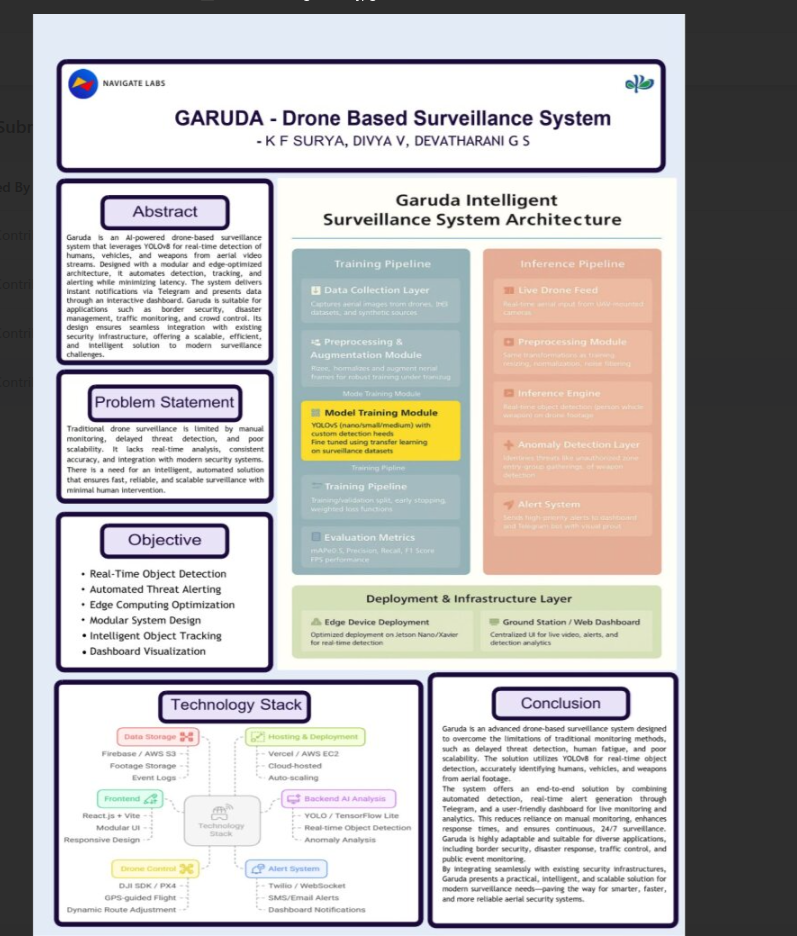 NAVIGATE LABS
GARUDA - Drone Based Surveillance System
- K F SURYA, DIVYA V, DEVATHARANI G S
Abstract
Garuda is an AI-powered drone-based surveillance
system that leverages YOLOv8 for real-time detection of
humans, vehicles, and weapons from aerial video
streams. Designed with a modular and edge-optimized
architecture, it automates detection, tracking, and
alerting while minimizing latency. The system delivers
instant notifications via Telegram and presents data
through an interactive dashboard. Garuda is suitable for
applications such as border security, disaster
management, traffic monitoring, and crowd control. Its
design ensures seamless integration with existing
security infrastructure, offering a scalable, efficient,
and intelligent solution to modern surveillance
challenges.
Problem Statement
Traditional drone surveillance is limited by manual
monitoring, delayed threat detection, and poor
scalability. It lacks real-time analysis, consistent
accuracy, and integration with modern security systems.
There is a need for an intelligent, automated solution
that ensures fast, reliable, and scalable surveillance with
minimal human intervention.
Objective
• Real-Time Object Detection
• Automated Threat Alerting
• Edge Computing Optimization
• Modular System Design
• Intelligent Object Tracking
• Dashboard Visualization
Garuda Intelligent
Surveillance System Architecture
Training Pipeline
Data Collection Layer
Captures aerial images from drones,
datasets, and synthetic sources
Preprocessing &
Augmentation Module
frames for robust training under
Mode Training Module
Model Training Module
YOLOv5 (nano/small/medium) with
custom detection heeds
Fine tuned using transfer learning
on surveillance datasets
Training Pipline
Training Pipeline
Training/validation split, early stopping,
weighted loss functions
Evaluation Metrics
Precision, Recall, F1 Score
FPS performance
Inference Pipeline
Live Drone Feed
Real-time aerial input from
cameras
Preprocessing Module
Same transformations as training
Inference Engine
Real-time object detection
weapon on drone footage
Anomaly Detection Layer
detection
Alert System
Sends high priority alerts to dashboard
Deployment & Infrastructure Layer
Edge Device Deployment
Optimized deployment on Jetson Nano/Xavier
for real-time detection
Ground Station / Web Dashboard
Centralized UI for live video, alerts, and
detection analytics
Technology Stack
Data Storage
Firebase / AWS S3
Footage Storage
Event Logs
Frontend
React.js + Vite
Modular UI
Responsive Design
Drone Control
DJI SDK / PX4
GPS-guided Flight
Dynamic Route Adjustment
Technology
Stack
Hosting & Deployment
Vercel / AWS EC2
Cloud-hosted
Auto-scaling
Backend AI Analysis
YOLO / TensorFlow Lite
Real-time Object Detection
Anomaly Analysis
Alert System
Twilio / WebSocket
SMS/Email Alerts
Dashboard Notifications
Conclusion
Garuda is an advanced drone-based surveillance system designed
to overcome the limitations of traditional monitoring methods,
such as delayed threat detection, human fatigue, and poor
scalability. The solution utilizes YOLOv8 for real-time object
detection, accurately identifying humans, vehicles, and weapons
from aerial footage.
The system offers an end-to-end solution by combining
automated detection, real-time alert generation through
Telegram, and a user-friendly dashboard for live monitoring and
analytics. This reduces reliance on manual monitoring, enhances
response times, and ensures continuous, 24/7 surveillance.
Garuda is highly adaptable and suitable for diverse applications,
including border security, disaster response, traffic control, and
public event monitoring.
By integrating seamlessly with existing security infrastructures,
Garuda presents a practical, intelligent, and scalable solution for
modern surveillance needs—paving the way for smarter, faster,
and more reliable aerial security systems.